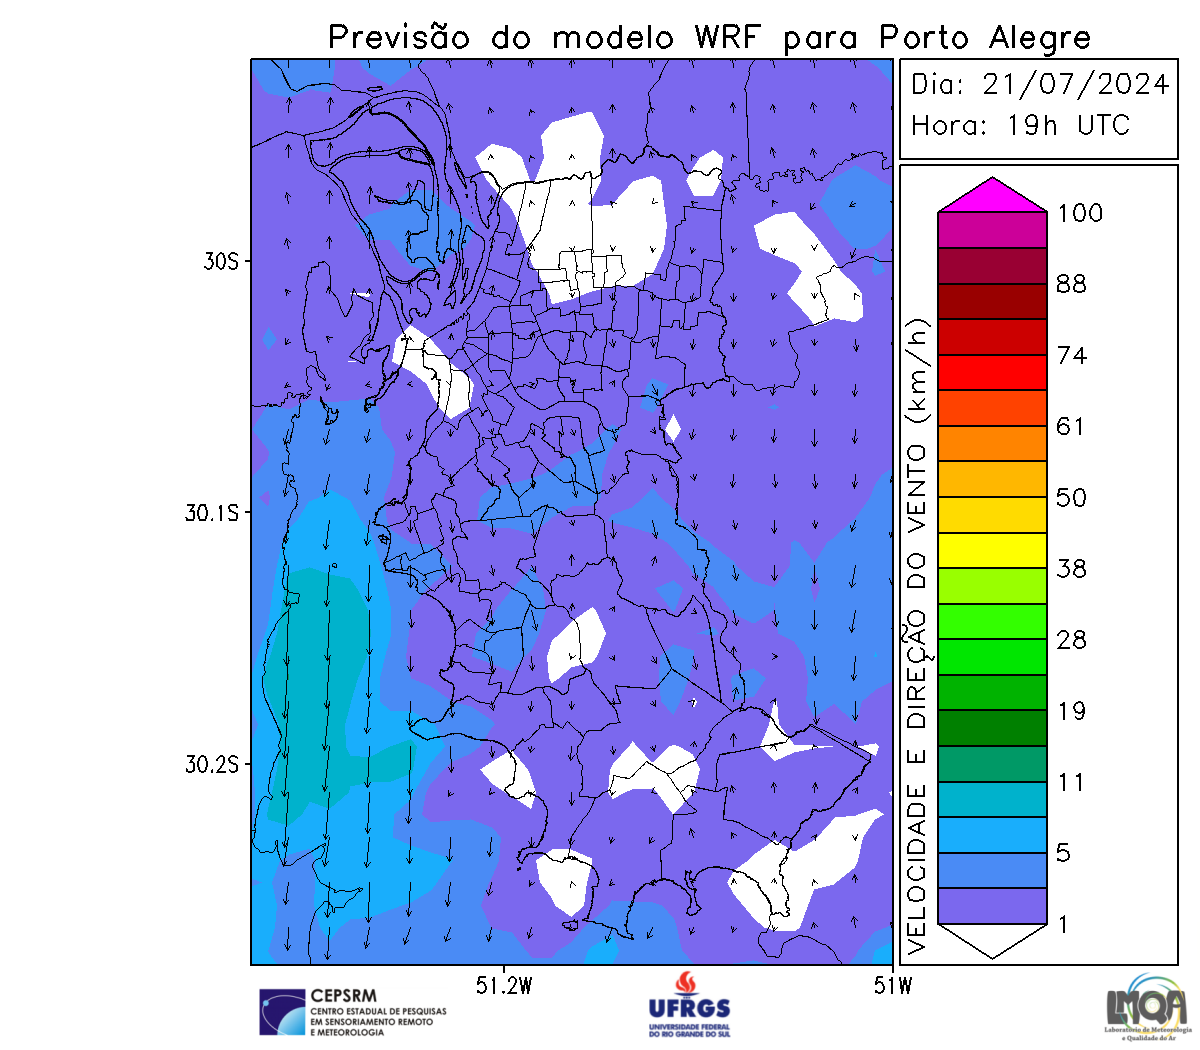 Previsão do modelo WRF para Porto Alegre
Dia: 21/07/2024
Hora: 19h UTC
30S
30.1S
30.2S
51.2W
51W
VELOCIDADE E DIREÇÃO DO VENTO (km/h)
100
88
74
61
50
38
28
19
11
5
1
CEPSRM
CENTRO ESTADUAL DE PESQUISAS
EM SENSORIAMENTO REMOTO
E METEOROLOGIA
UFRGS
UNIVERSIDADE FEDERAL
DO RIO GRANDE DO SUL
LMQA
Laboratório de Meteorologia
e Qualidade do Ar